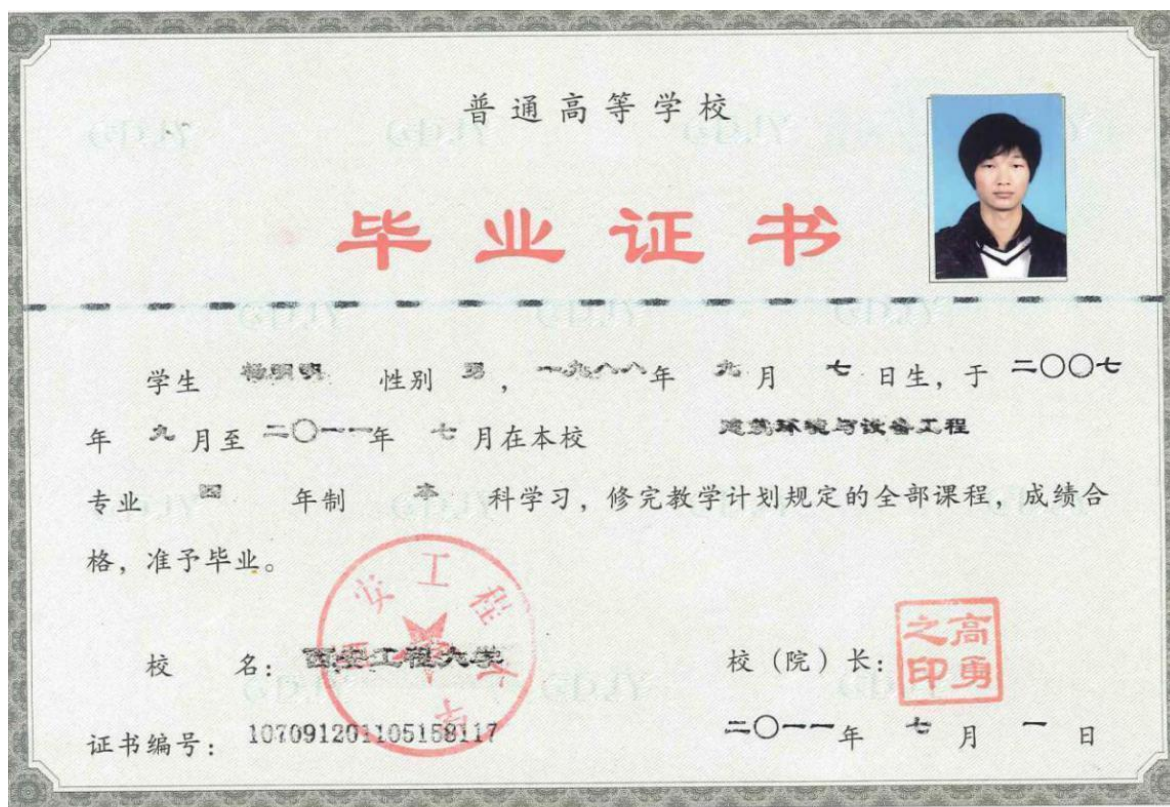 普通高等学校
毕业证书
学生 杨明明 性别 男，一九八八年 九月 七日生，于 二〇〇七
年 九月至 二〇一一年 七月在本校 建筑环境与设备工程
专业 四 年制 本 科学习，修完教学计划规定的全部课程，成绩合
格，准予毕业。
校 名：西安工程大学
校（院）长：高勇之印
证书编号：107091201105158117
二〇一一年 七月 一日